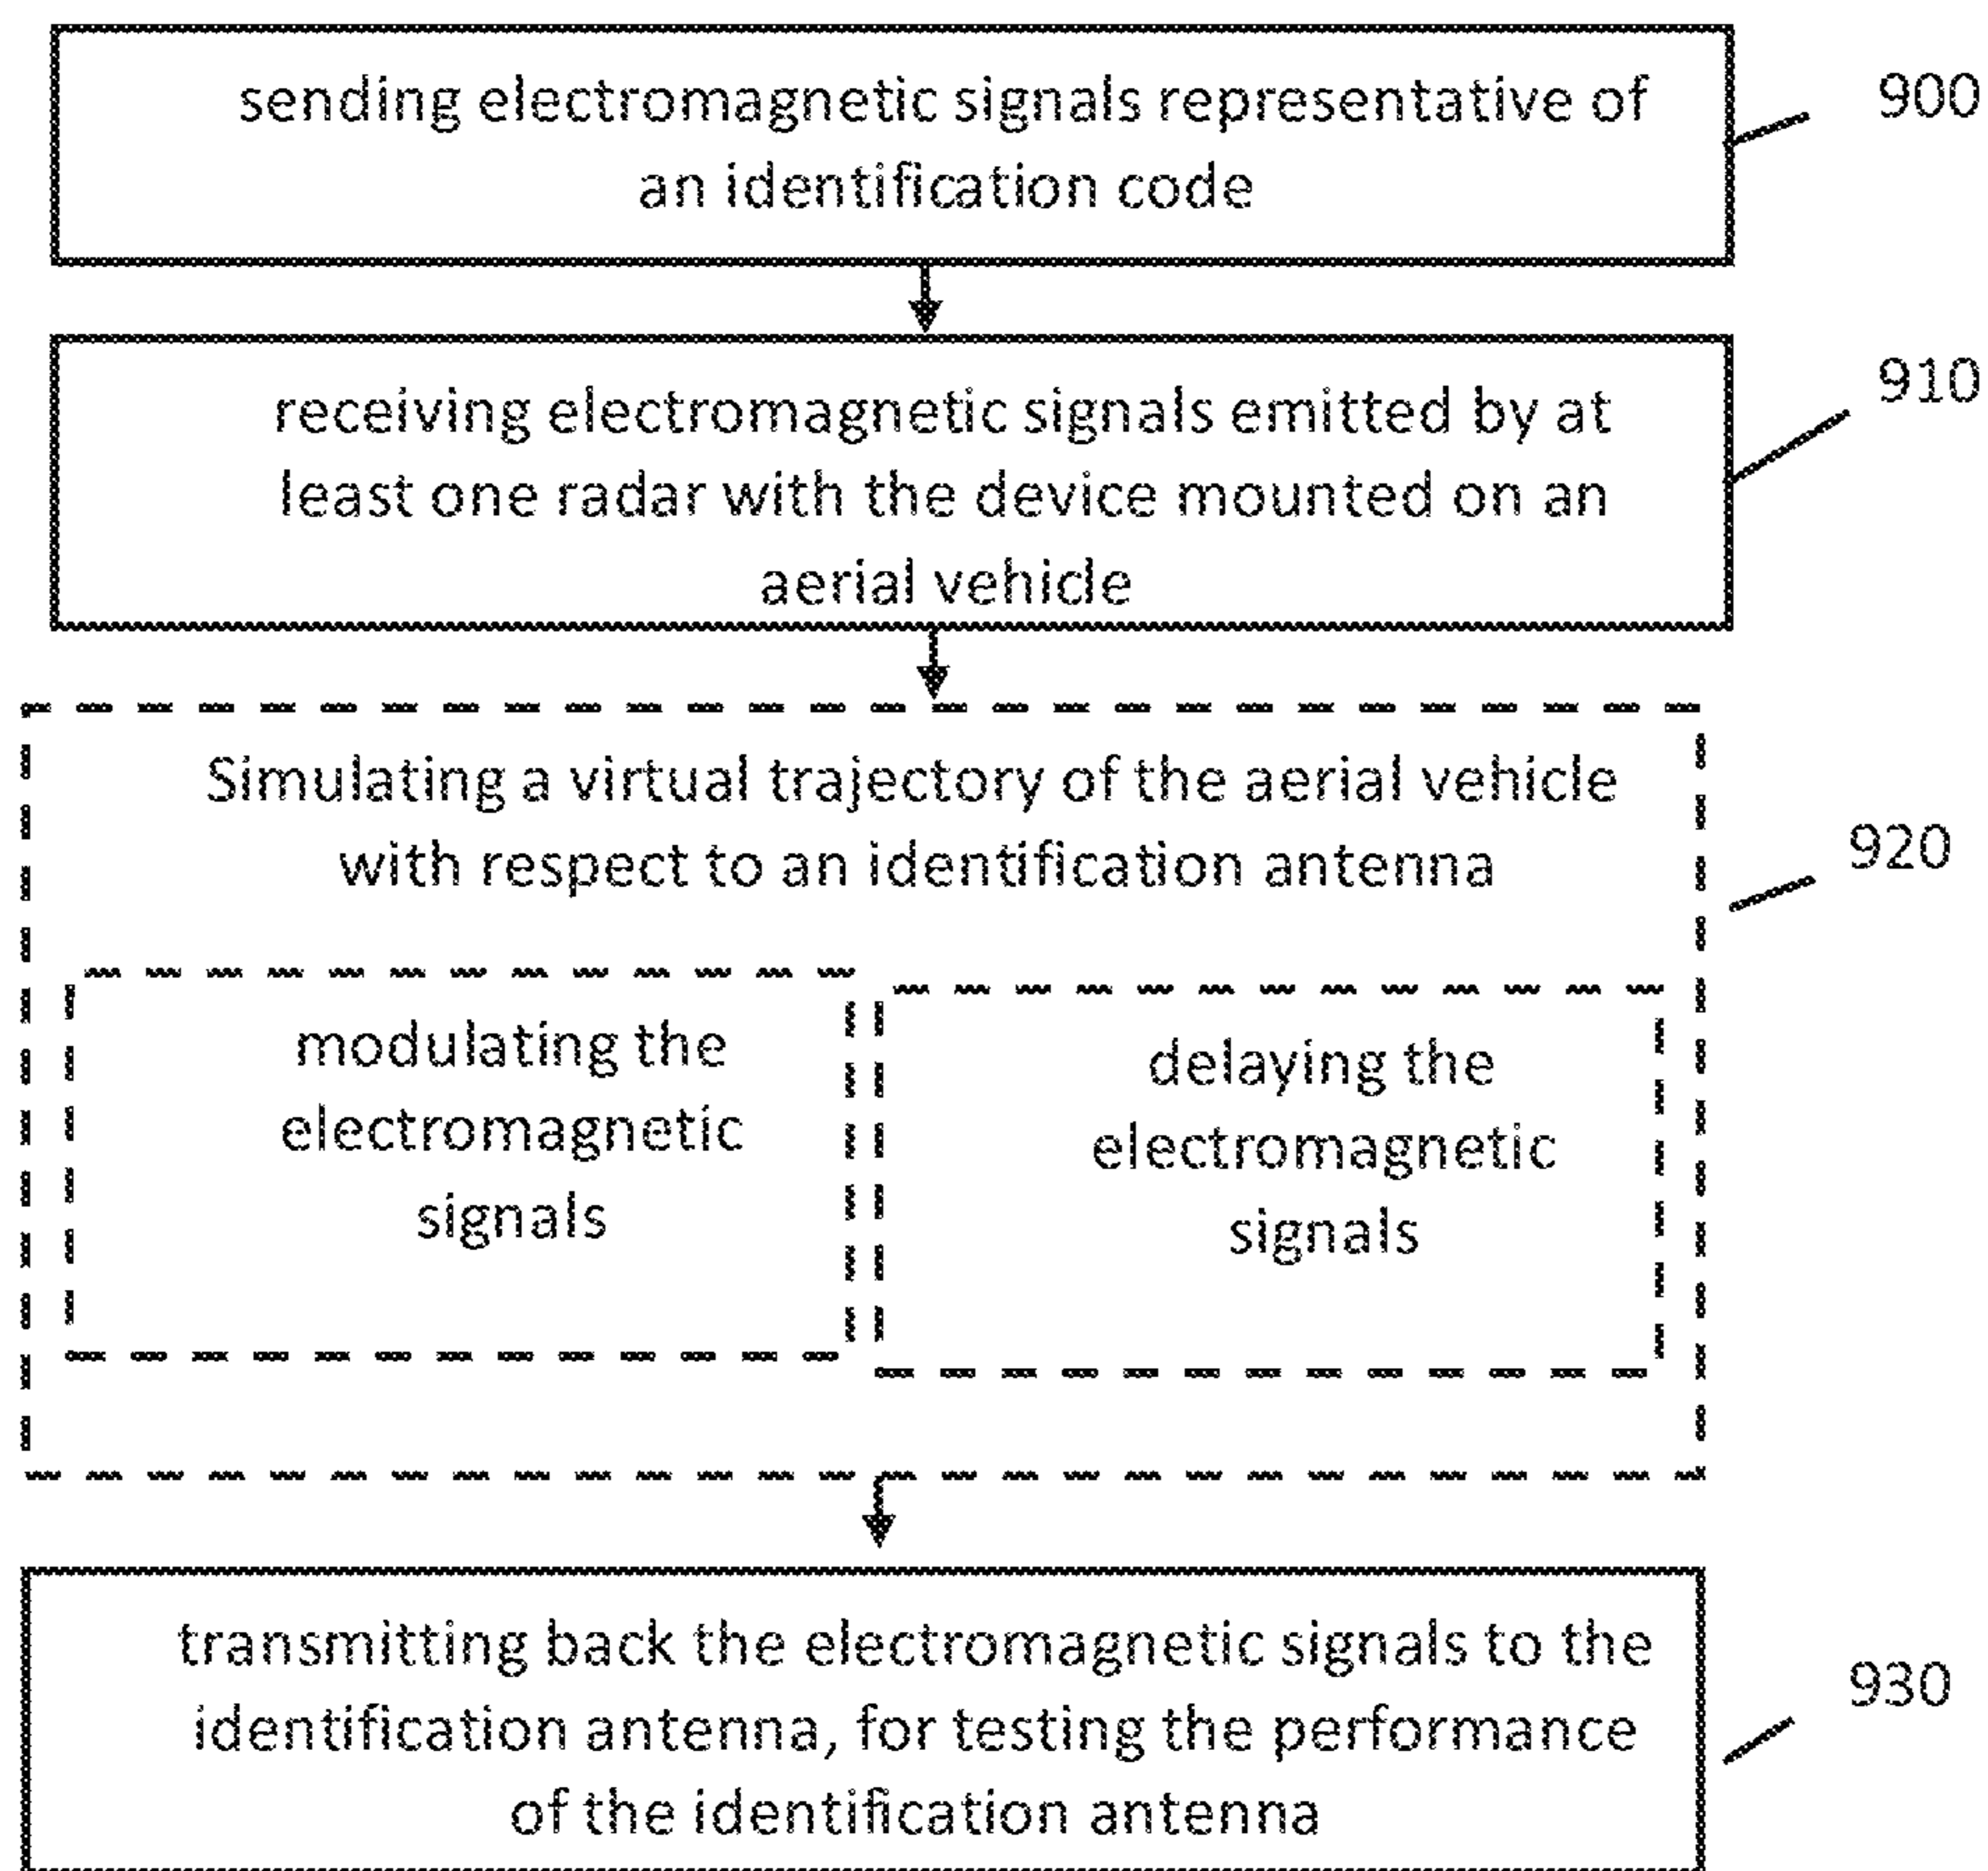 sending electromagnetic signals representative of
an identification code
900
receiving electromagnetic signals emitted by at
least one radar with the device mounted on an
aerial vehicle
910
Simulating a virtual trajectory of the aerial vehicle
with respect to an identification antenna
920
modulating the
electromagnetic
signals
delaying the
electromagnetic
signals
transmitting back the electromagnetic signals to the
identification antenna, for testing the performance
of the identification antenna
930